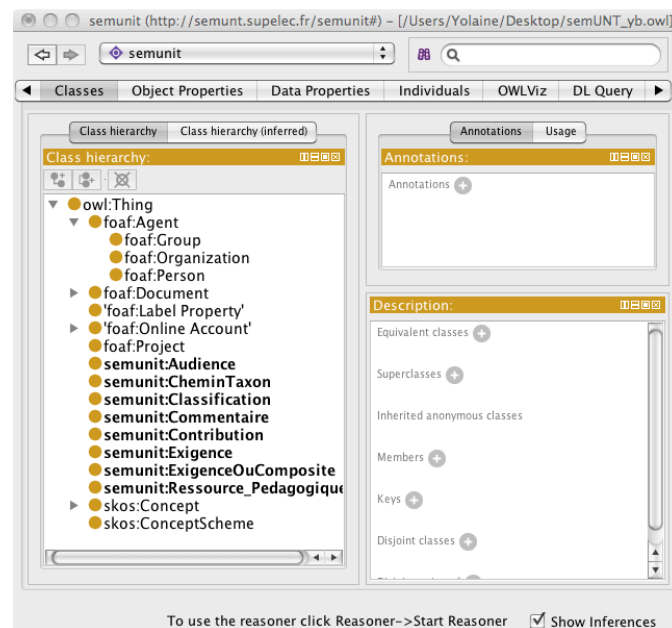 semunit (http://semunt.supelec.fr/semunit#) – [/Users/Yolaine/Desktop/semUNT_yb.owl]
semunit
Classes Object Properties Data Properties Individuals OWLViz DL Query
Class hierarchy Class hierarchy (inferred)
Class hierarchy:
owl:Thing
foaf:Agent
foaf:Group
foaf:Organization
foaf:Person
foaf:Document
'foaf:Label Property'
'foaf:Online Account'
foaf:Project
semunit:Audience
semunit:CheminTaxon
semunit:Classification
semunit:Commentaire
semunit:Contribution
semunit:Exigence
semunit:ExigenceOuComposite
semunit:Ressource_Pedagogique
skos:Concept
skos:ConceptScheme
Annotations Usage
Annotations:
Annotations
Description:
Equivalent classes
Superclasses
Inherited anonymous classes
Members
Keys
Disjoint classes
To use the reasoner click Reasoner->Start Reasoner Show Inferences